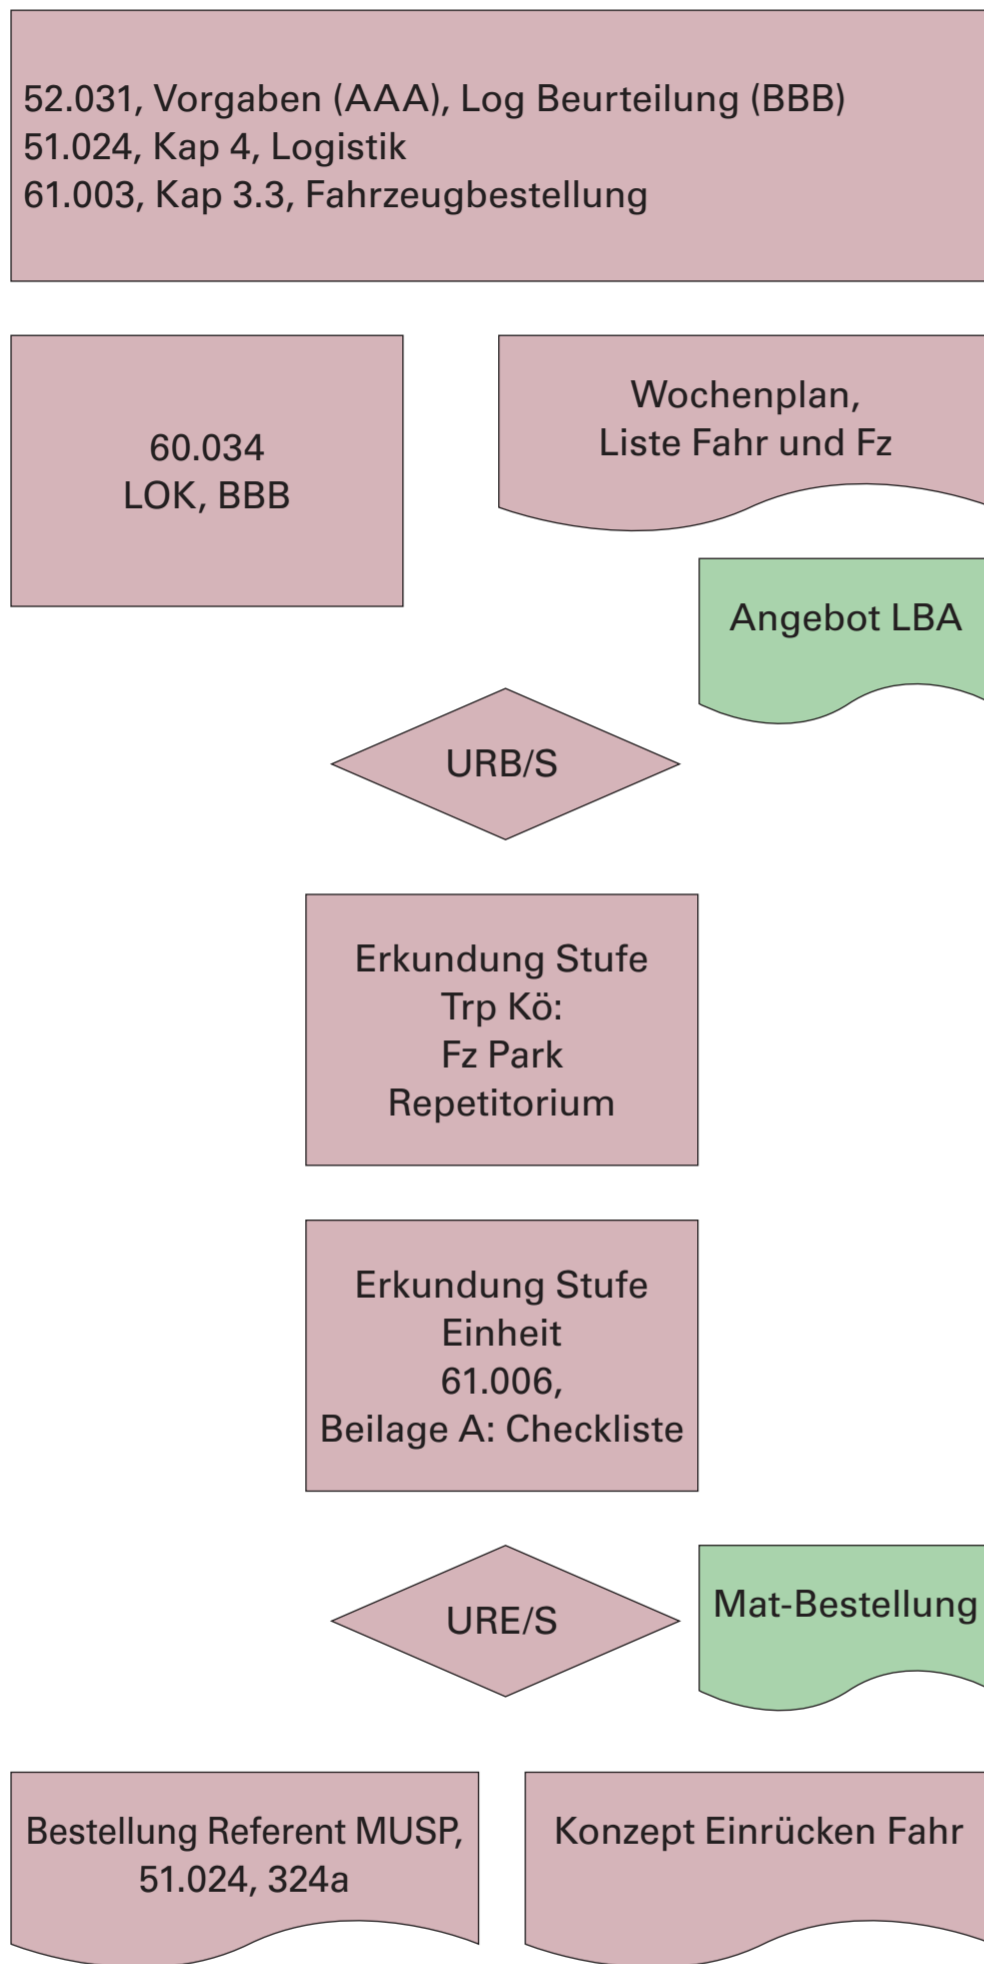 52.031, Vorgaben (AAA), Log Beurteilung (BBB)
51.024, Kap 4, Logistik
61.003, Kap 3.3, Fahrzeugbestellung
60.034
LOK, BBB
Wochenplan,
Liste Fahr und Fz
Angebot LBA
URB/S
Erkundung Stufe
Trp Kö:
Fz Park
Repetitorium
Erkundung Stufe
Einheit
61.006,
Beilage A: Checkliste
URE/S
Mat-Bestellung
Bestellung Referent MUSP,
51.024, 324a
Konzept Einrücken Fahr